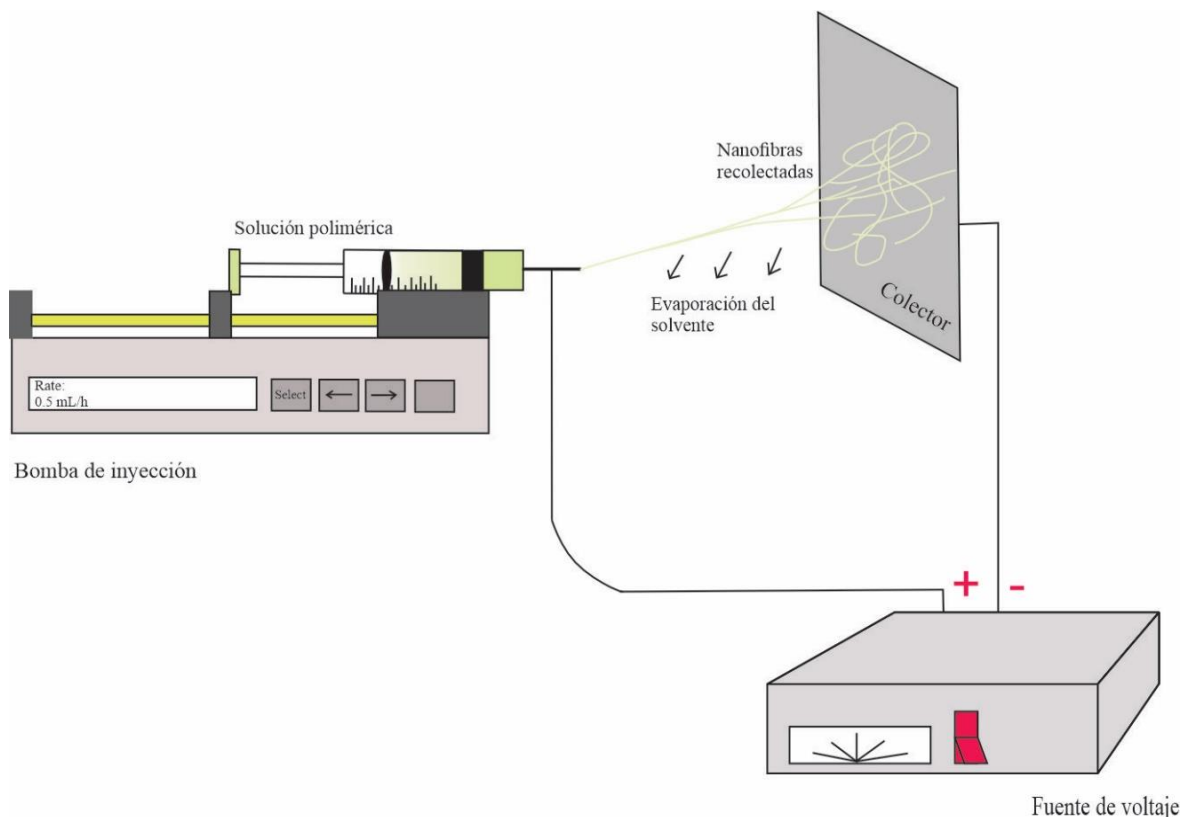 Nanofibras
recolectadas
Solución polimérica
Evaporación del
solvente
Colector
Rate:
0.5 mL/h
Select
Bomba de inyección
+ -
Fuente de voltaje